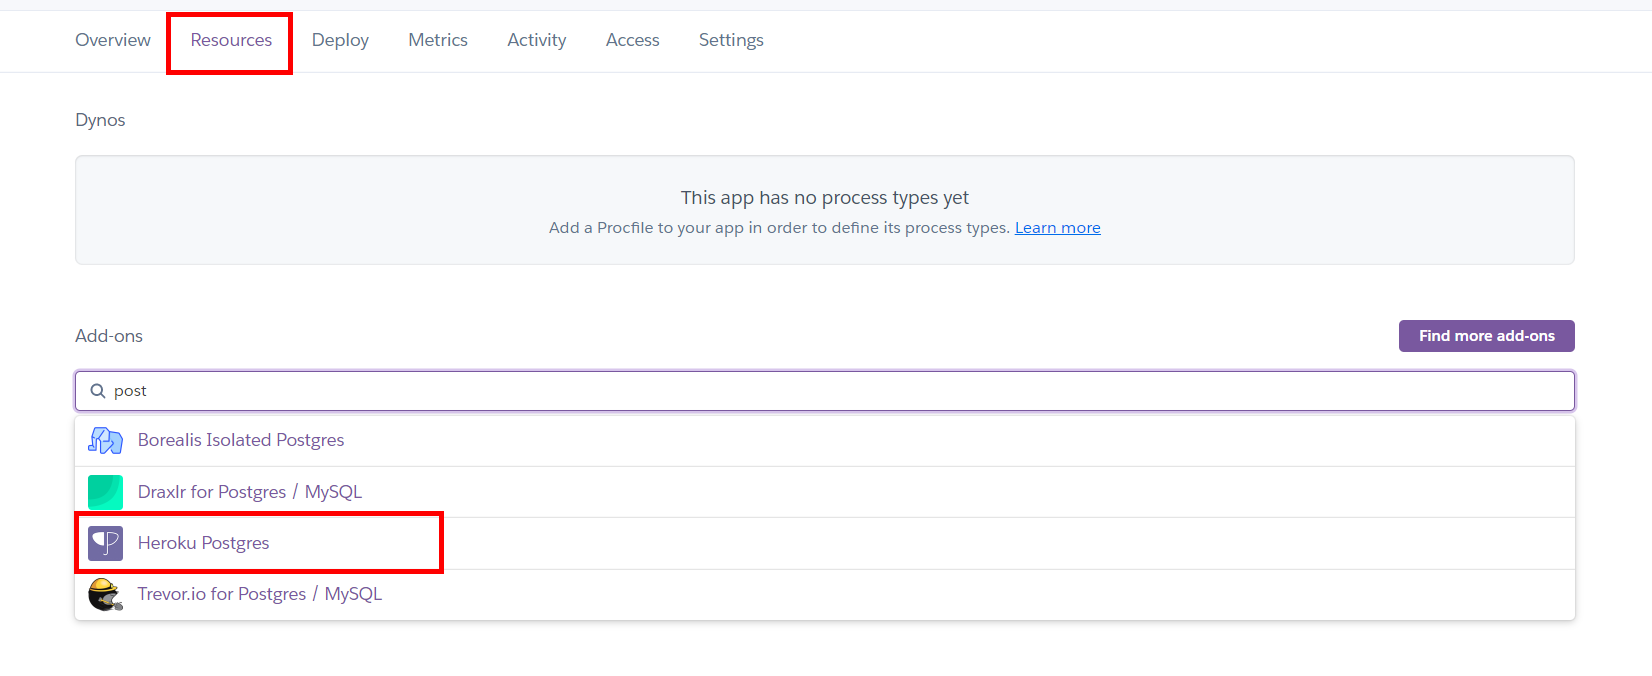 Overview Resources Deploy Metrics Activity Access Settings
Dynos
This app has no process types yet
Add a Procfile to your app in order to define its process types. Learn more
Add-ons Find more add-ons
post
Borealis Isolated Postgres
Draxlr for Postgres / MySQL
Heroku Postgres
Trevor.io for Postgres / MySQL